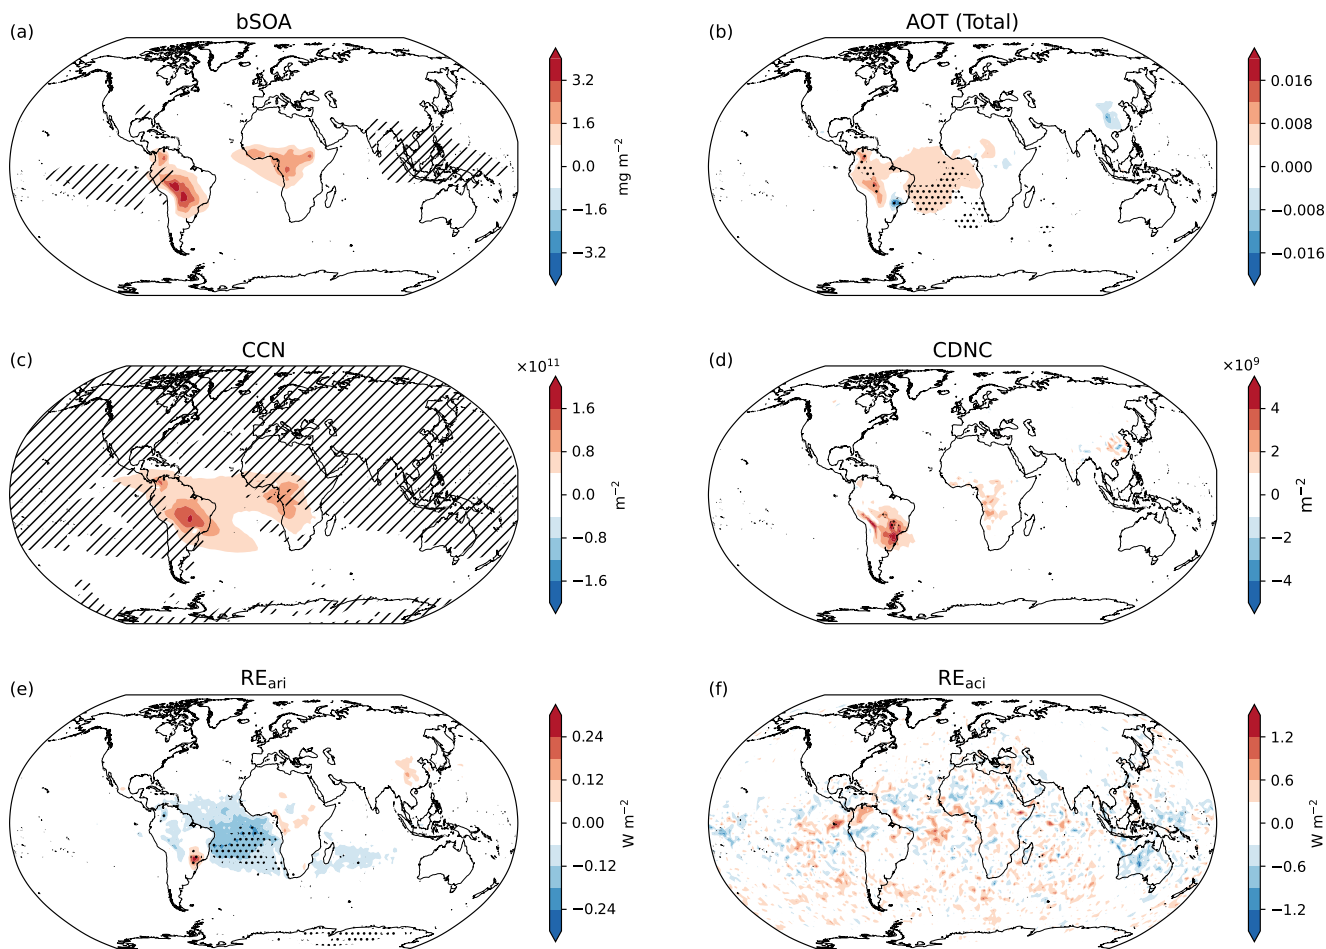 (a) bSOA
3.2
1.6
0.0
−1.6
−3.2
mg m⁻²
(b) AOT (Total)
0.016
0.008
0.000
−0.008
−0.016
(c) CCN
×10¹¹
1.6
0.8
0.0
−0.8
−1.6
m⁻²
(d) CDNC
×10⁹
4
2
0
−2
−4
m⁻²
(e) REari
0.24
0.12
0.00
−0.12
−0.24
W m⁻²
(f) REaci
1.2
0.6
0.0
−0.6
−1.2
W m⁻²